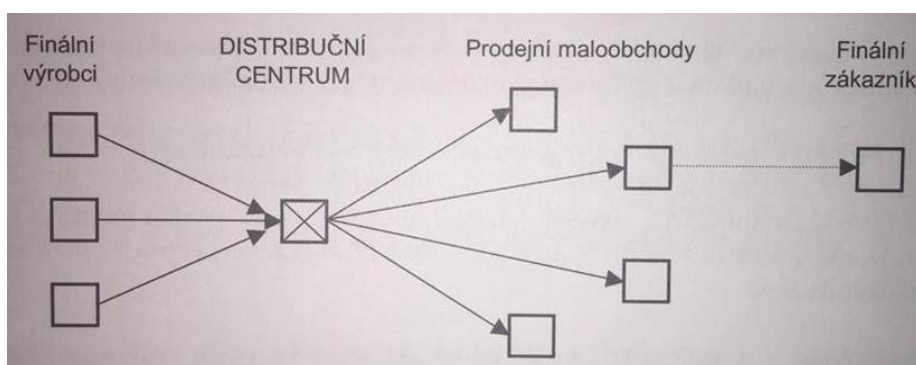 Finální
výrobci
DISTRIBUČNÍ
CENTRUM
Prodejní maloobchody
Finální
zákazník